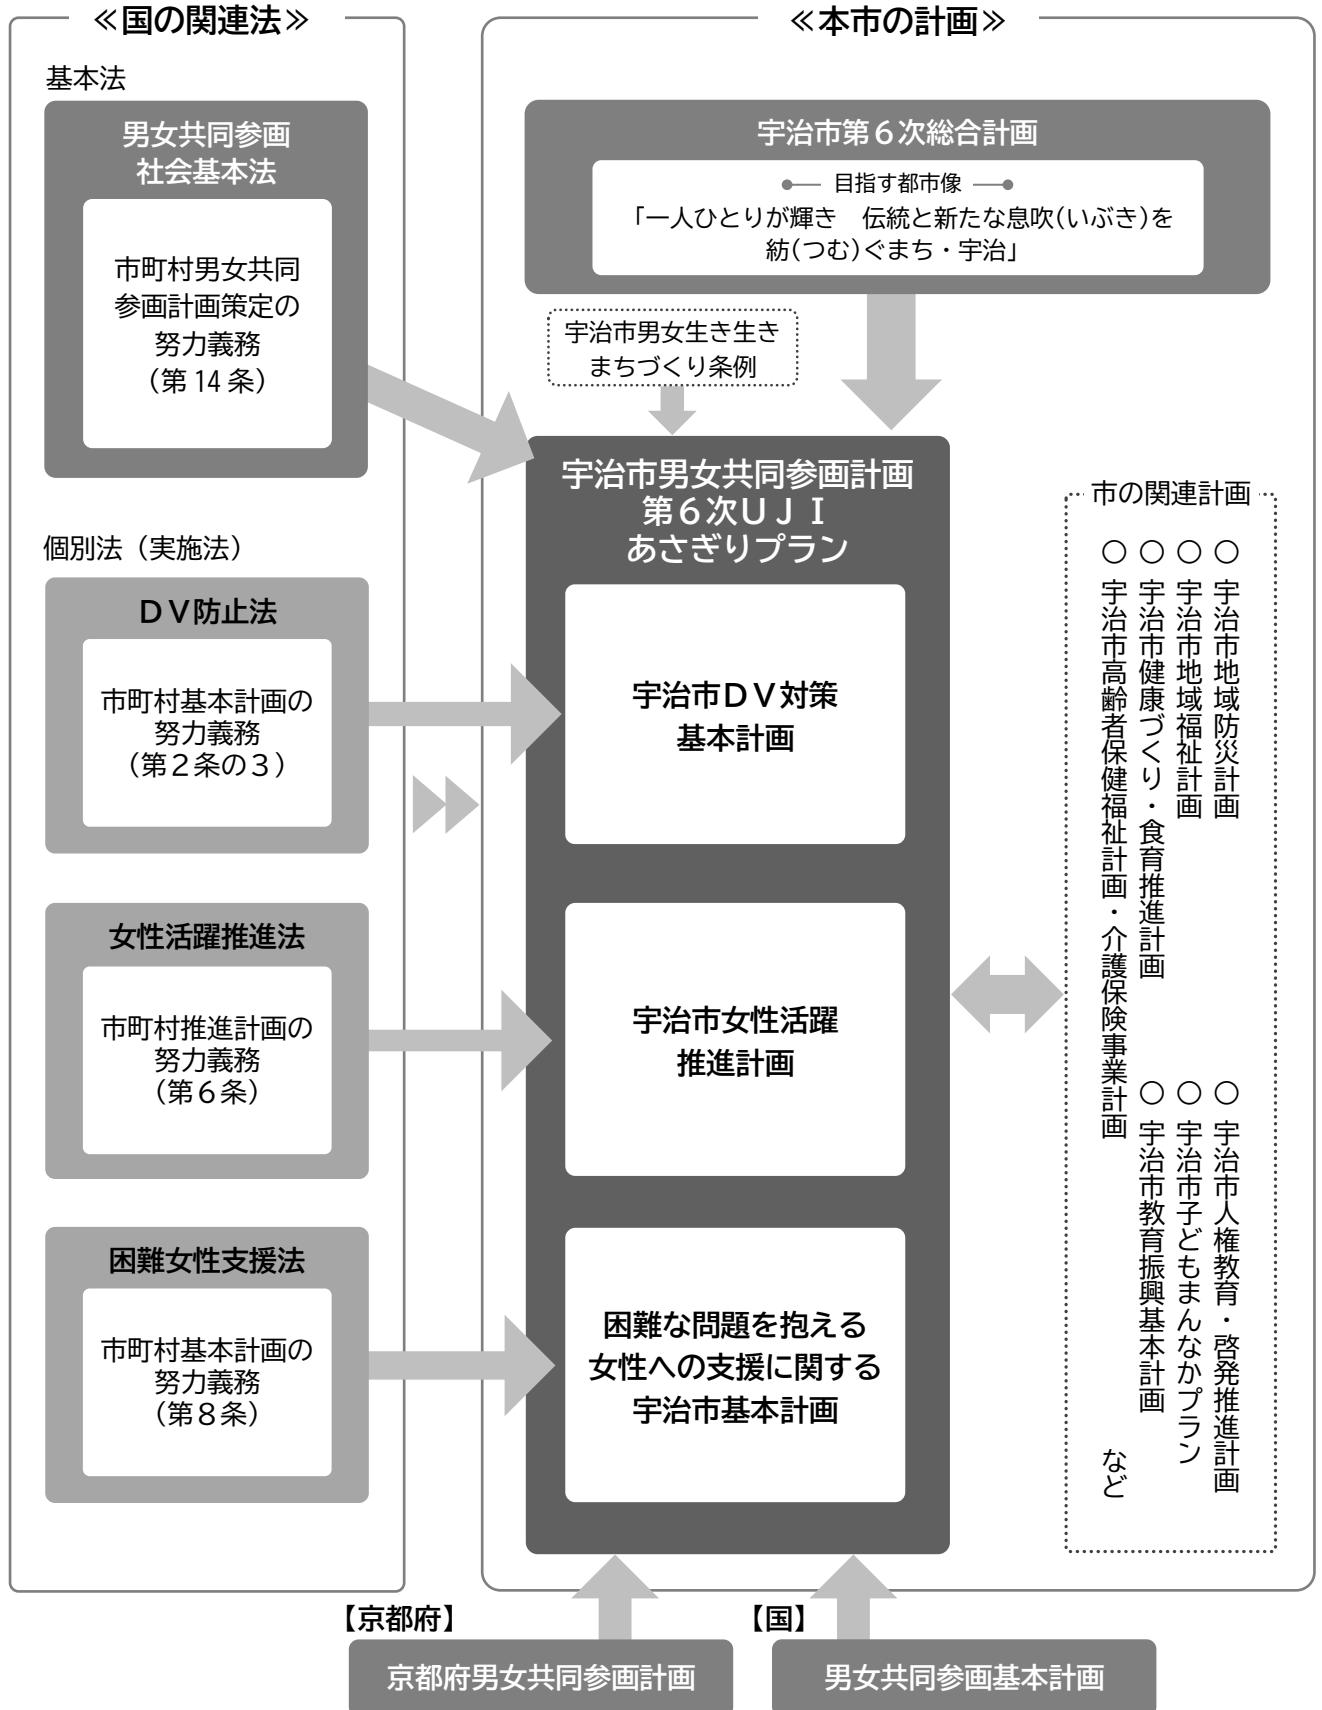 ≪国の関連法≫
基本法
男女共同参画
社会基本法
市町村男女共同
参画計画策定の
努力義務
（第14条）
個別法（実施法）
ＤＶ防止法
市町村基本計画の
努力義務
（第２条の３）
女性活躍推進法
市町村推進計画の
努力義務
（第６条）
困難女性支援法
市町村基本計画の
努力義務
（第８条）
≪本市の計画≫
宇治市第６次総合計画
目指す都市像
「一人ひとりが輝き　伝統と新たな息吹(いぶき)を
紡(つむ)ぐまち・宇治」
宇治市男女生き生き
まちづくり条例
宇治市男女共同参画計画
第６次ＵＪＩ
あさぎりプラン
宇治市ＤＶ対策
基本計画
宇治市女性活躍
推進計画
困難な問題を抱える
女性への支援に関する
宇治市基本計画
市の関連計画
○ 宇治市地域防災計画
○ 宇治市人権教育・啓発推進計画
○ 宇治市地域福祉計画
○ 宇治市子どもまんなかプラン
○ 宇治市健康づくり・食育推進計画
○ 宇治市教育振興基本計画
○ 宇治市高齢者保健福祉計画・介護保険事業計画
など
【京都府】
京都府男女共同参画計画
【国】
男女共同参画基本計画